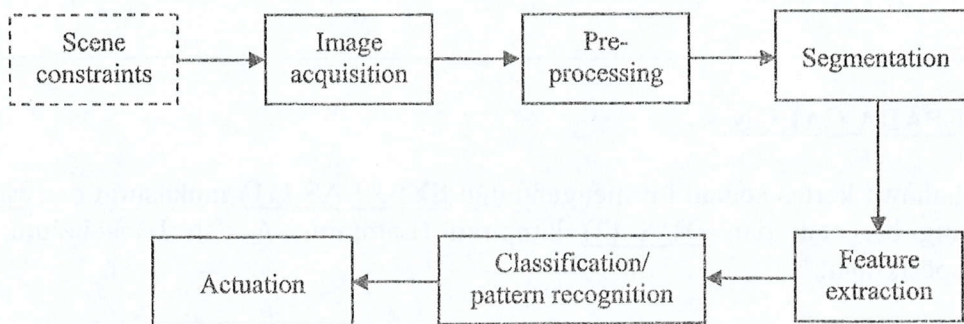 Scene
constraints
Image
acquisition
Pre-
processing
Segmentation
Feature
extraction
Classification/
pattern recognition
Actuation